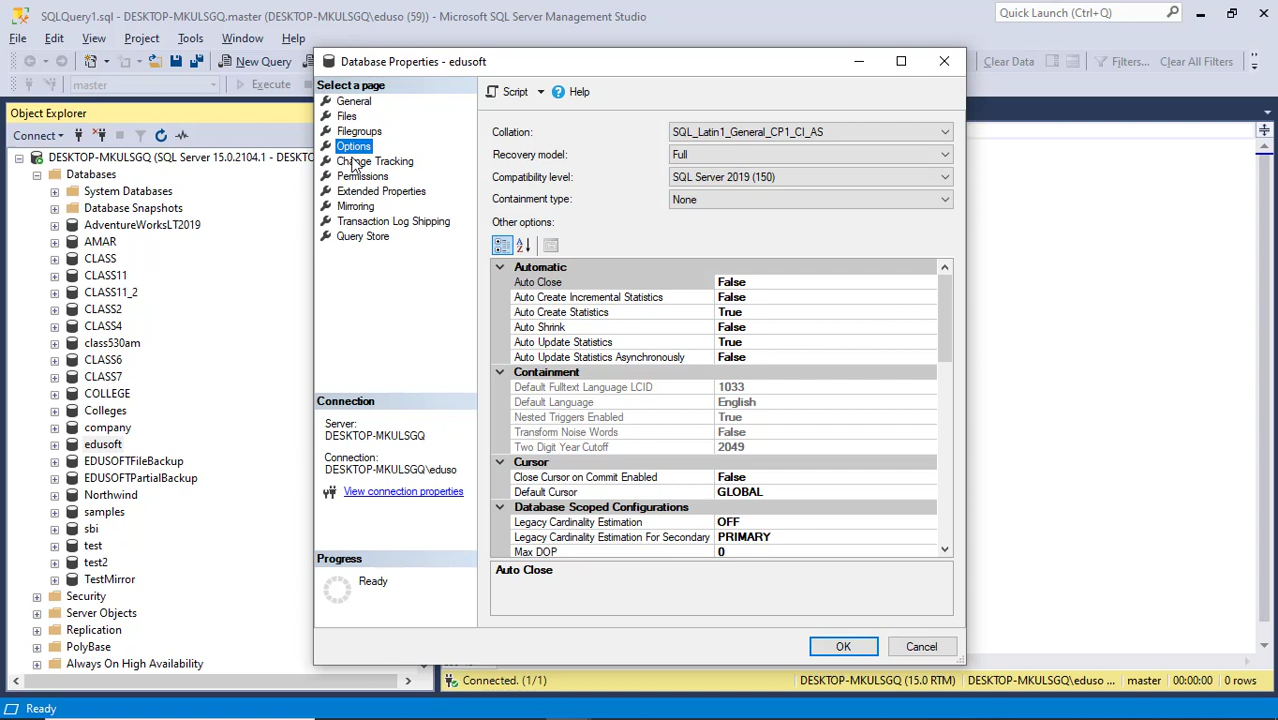 SQLQuery1.sql - DESKTOP-MKULSGQ.master (DESKTOP-MKULSGQ\eduso (59)) - Microsoft SQL Server Management Studio
Quick Launch (Ctrl+Q)
File Edit View Project Tools Window Help
New Query
Clear Data Filters... Clear All Filters
master Execute
Object Explorer
Connect
DESKTOP-MKULSGQ (SQL Server 15.0.2104.1 - DESKTO
Databases
System Databases
Database Snapshots
AdventureWorksLT2019
AMAR
CLASS
CLASS11
CLASS11_2
CLASS2
CLASS4
class530am
CLASS6
CLASS7
COLLEGE
Colleges
company
edusoft
EDUSOFTFileBackup
EDUSOFTPartialBackup
Northwind
samples
sbi
test
test2
TestMirror
Security
Server Objects
Replication
PolyBase
Always On High Availability
Database Properties - edusoft
Select a page
General
Files
Filegroups
Options
Change Tracking
Permissions
Extended Properties
Mirroring
Transaction Log Shipping
Query Store
Connection
Server:
DESKTOP-MKULSGQ
Connection:
DESKTOP-MKULSGQ\eduso
View connection properties
Progress
Ready
Script Help
Collation: SQL_Latin1_General_CP1_CI_AS
Recovery model: Full
Compatibility level: SQL Server 2019 (150)
Containment type: None
Other options:
Automatic
Auto Close False
Auto Create Incremental Statistics False
Auto Create Statistics True
Auto Shrink False
Auto Update Statistics True
Auto Update Statistics Asynchronously False
Containment
Default Fulltext Language LCID 1033
Default Language English
Nested Triggers Enabled True
Transform Noise Words False
Two Digit Year Cutoff 2049
Cursor
Close Cursor on Commit Enabled False
Default Cursor GLOBAL
Database Scoped Configurations
Legacy Cardinality Estimation OFF
Legacy Cardinality Estimation For Secondary PRIMARY
Max DOP 0
Auto Close
OK Cancel
Connected. (1/1) DESKTOP-MKULSGQ (15.0 RTM) DESKTOP-MKULSGQ\eduso ... master 00:00:00 0 rows
Ready